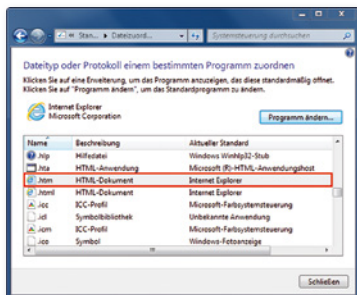 Stan... Dateizuord...
Systemsteuerung durchsuchen
Dateityp oder Protokoll einem bestimmten Programm zuordnen
Klicken Sie auf eine Erweiterung, um das Programm anzuzeigen, das diese standardmäßig öffnet.
Klicken Sie auf "Programm ändern", um das Standardprogramm zu ändern.
Internet Explorer
Microsoft Corporation
Programm ändern...
Name Beschreibung Aktueller Standard
.hlp Hilfedatei Windows Winhlp32-Stub
.hta HTML-Anwendung Microsoft (R)-HTML-Anwendungshost
.htm HTML-Dokument Internet Explorer
.html HTML-Dokument Internet Explorer
.icc ICC-Profil Microsoft-Farbsystemsteuerung
.icl Symbolbibliothek Unbekannte Anwendung
.icm ICC-Profil Microsoft-Farbsystemsteuerung
.ico Symbol Windows-Fotoanzeige
Schließen